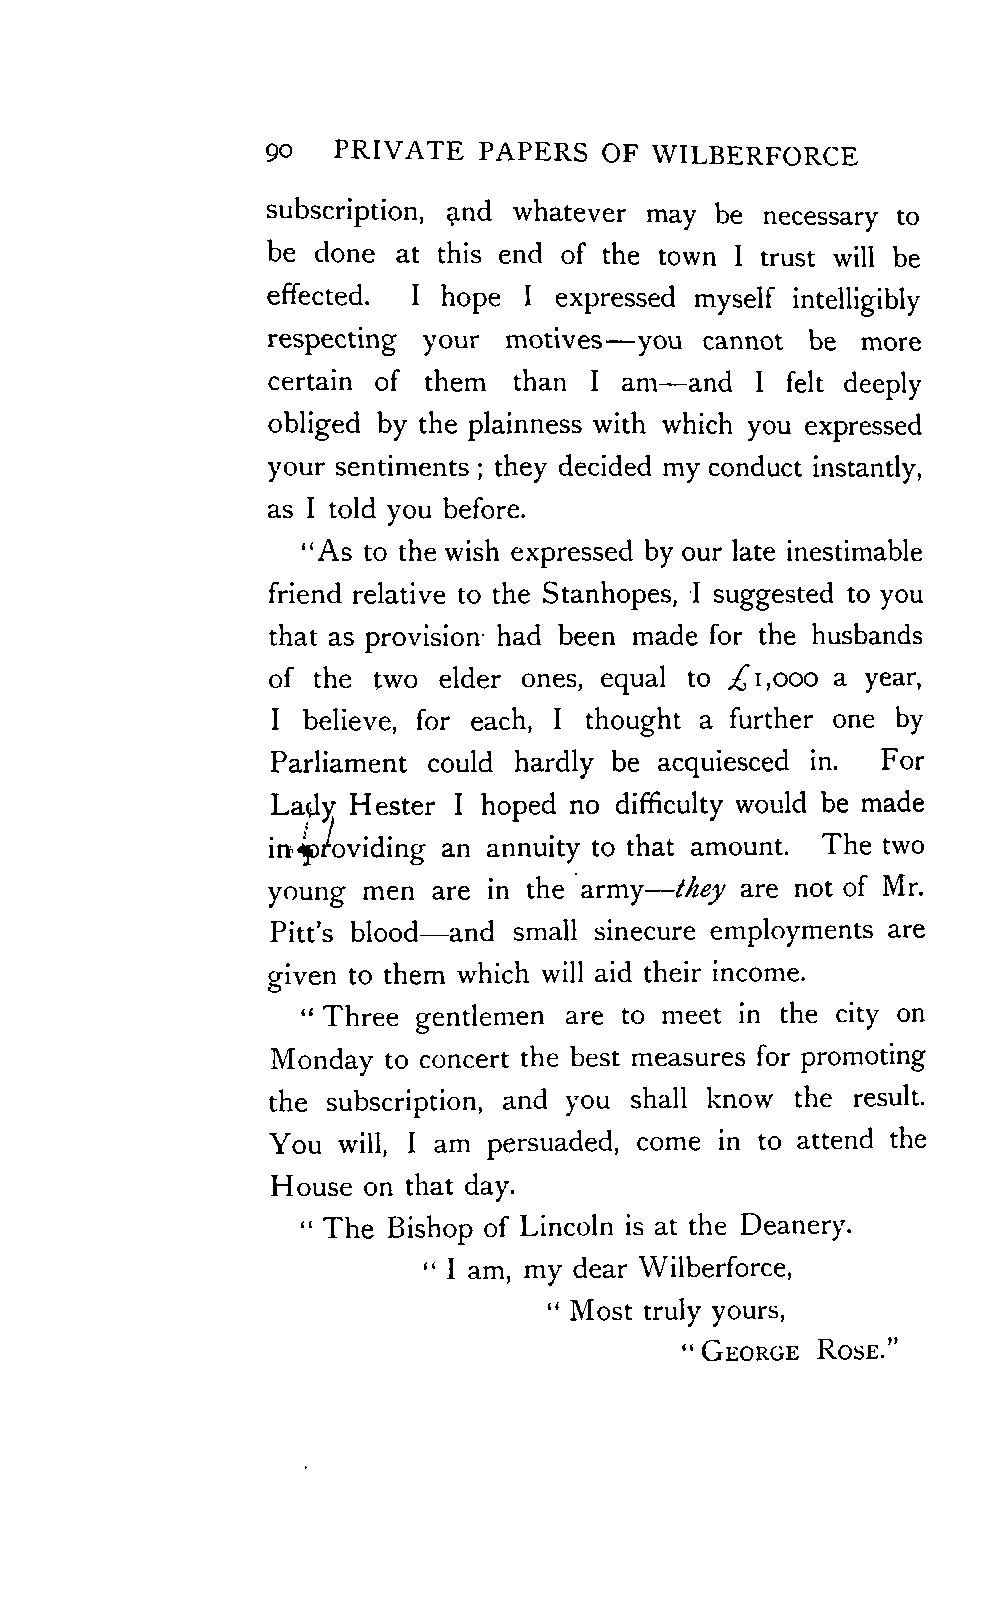 90 PRIVATE PAPERS OF WILBERFORCE
subscription, and whatever may be necessary to
be done at this end of the town I trust will be
effected. I hope I expressed myself intelligibly
respecting your motives—you cannot be more
certain of them than I am—and I felt deeply
obliged by the plainness with which you expressed
your sentiments ; they decided my conduct instantly,
as I told you before.
"As to the wish expressed by our late inestimable
friend relative to the Stanhopes, I suggested to you
that as provision had been made for the husbands
of the two elder ones, equal to £1,000 a year,
I believe, for each, I thought a further one by
Parliament could hardly be acquiesced in. For
Lady Hester I hoped no difficulty would be made
in providing an annuity to that amount. The two
young men are in the army—they are not of Mr.
Pitt's blood—and small sinecure employments are
given to them which will aid their income.
" Three gentlemen are to meet in the city on
Monday to concert the best measures for promoting
the subscription, and you shall know the result.
You will, I am persuaded, come in to attend the
House on that day.
" The Bishop of Lincoln is at the Deanery.
" I am, my dear Wilberforce,
" Most truly yours,
" GEORGE ROSE."